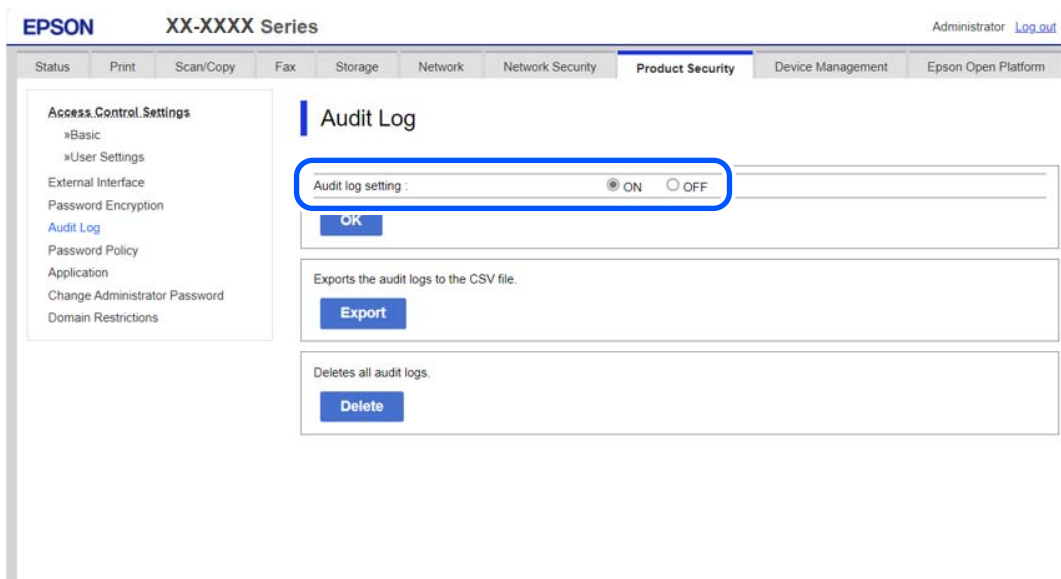 EPSON XX-XXXX Series Administrator Log out
Status Print Scan/Copy Fax Storage Network Network Security Product Security Device Management Epson Open Platform
Access Control Settings
»Basic
»User Settings
External Interface
Password Encryption
Audit Log
Password Policy
Application
Change Administrator Password
Domain Restrictions
Audit Log
Audit log setting : ON OFF
OK
Exports the audit logs to the CSV file.
Export
Deletes all audit logs.
Delete